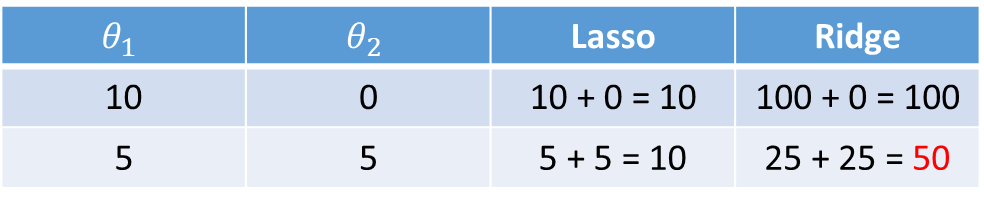 θ₁ θ₂ Lasso Ridge
10 0 10 + 0 = 10 100 + 0 = 100
5 5 5 + 5 = 10 25 + 25 = 50